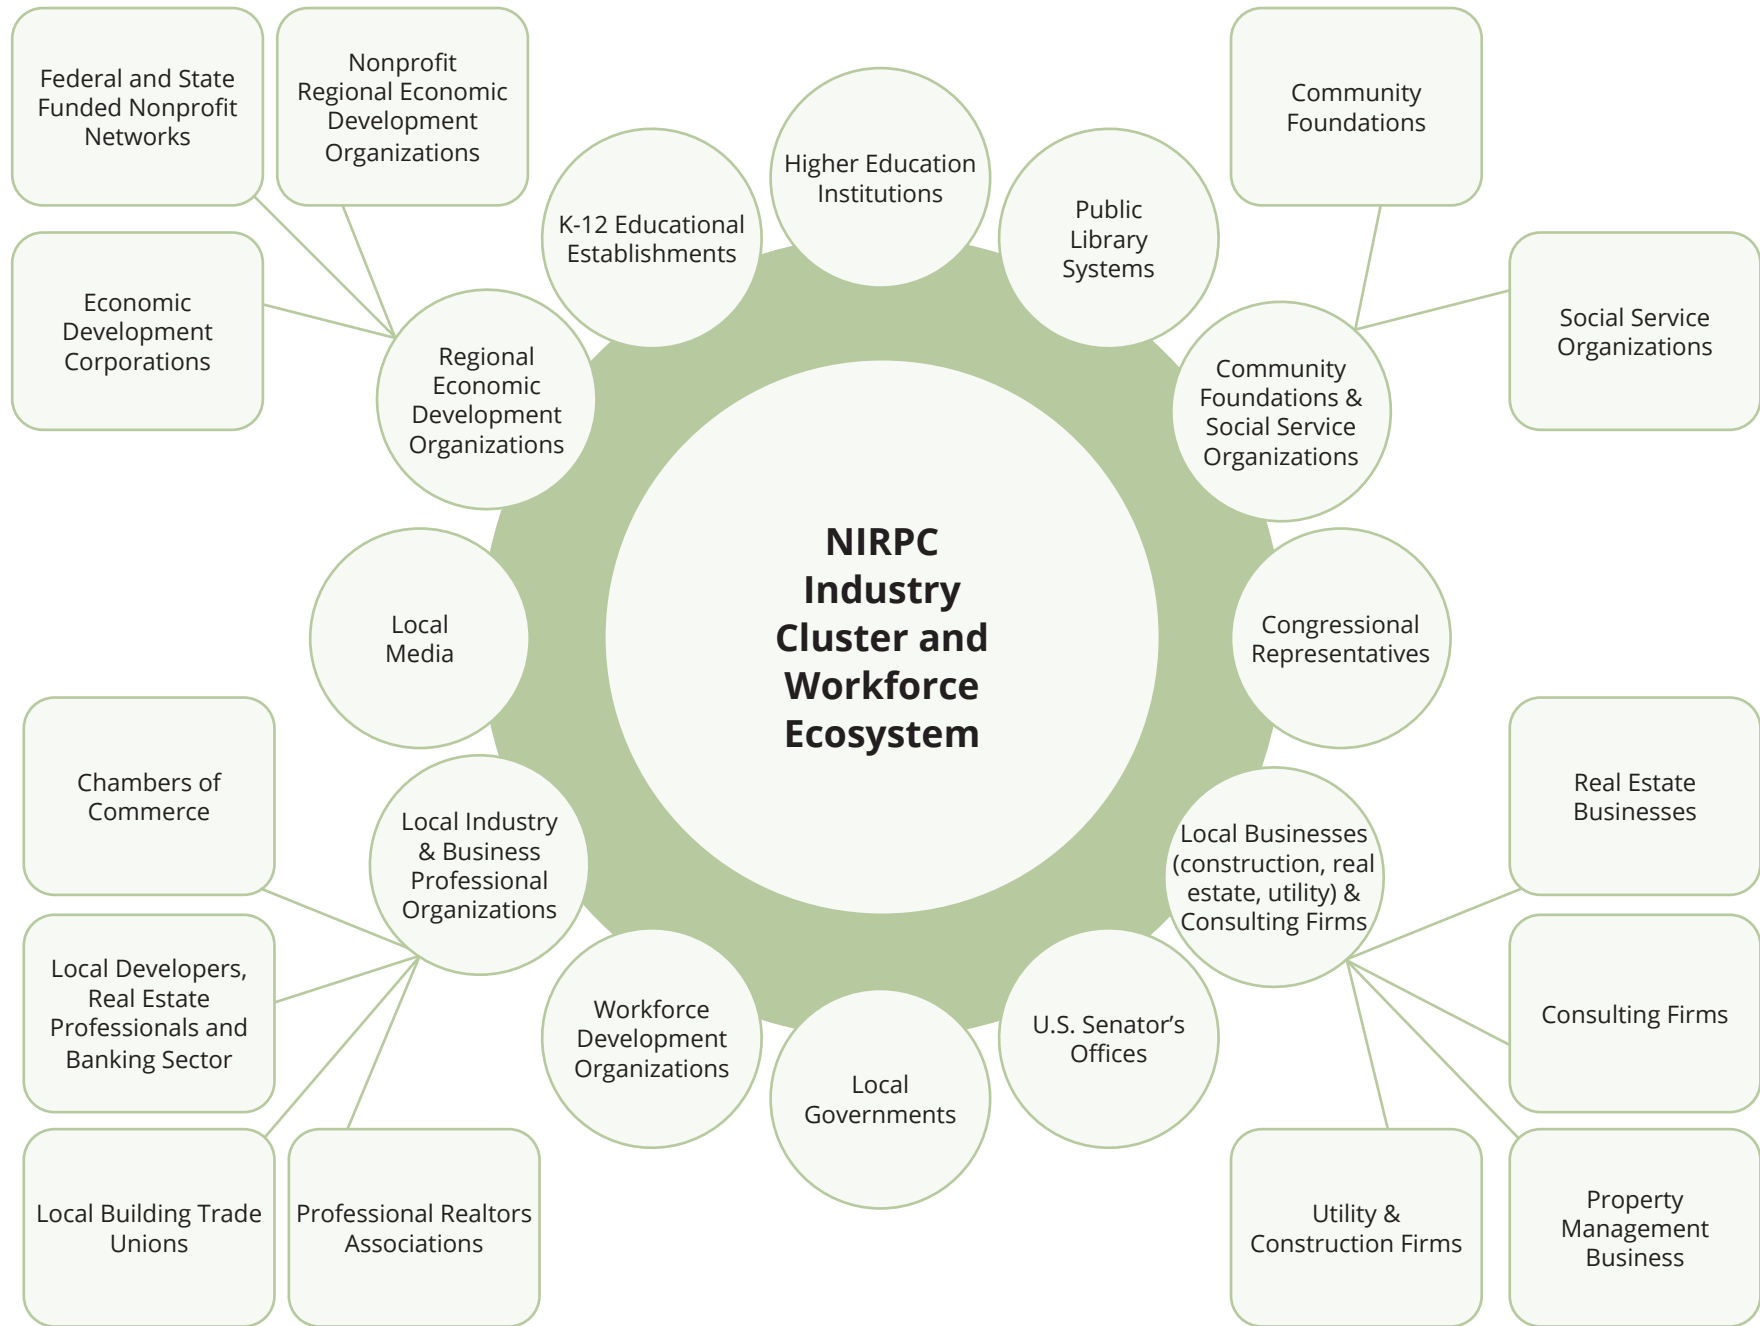 Federal and State
Funded Nonprofit
Networks
Nonprofit
Regional Economic
Development
Organizations
Community
Foundations
Higher Education
Institutions
K-12 Educational
Establishments
Public
Library
Systems
Economic
Development
Corporations
Social Service
Organizations
Regional
Economic
Development
Organizations
Community
Foundations &
Social Service
Organizations
NIRPC
Industry
Cluster and
Workforce
Ecosystem
Local
Media
Congressional
Representatives
Chambers of
Commerce
Real Estate
Businesses
Local Industry
& Business
Professional
Organizations
Local Businesses
(construction, real
estate, utility) &
Consulting Firms
Local Developers,
Real Estate
Professionals and
Banking Sector
Consulting Firms
Workforce
Development
Organizations
U.S. Senator’s
Offices
Local
Governments
Local Building Trade
Unions
Professional Realtors
Associations
Utility &
Construction Firms
Property
Management
Business